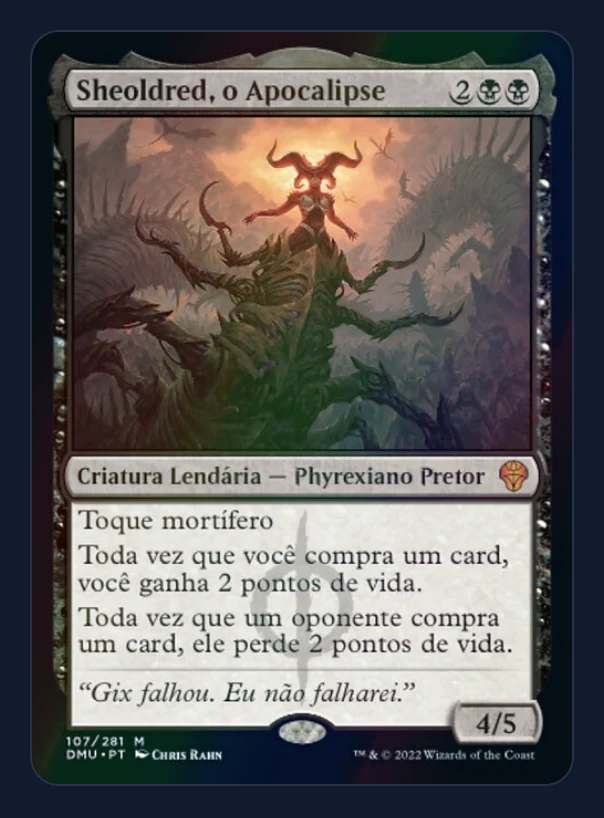 Sheoldred, o Apocalipse 2
Criatura Lendária — Phyrexiano Pretor
Toque mortífero
Toda vez que você compra um card,
você ganha 2 pontos de vida.
Toda vez que um oponente compra
um card, ele perde 2 pontos de vida.
“Gix falhou. Eu não falharei.”
4/5
107/281 M
DMU • PT Chris Rahn
™ & © 2022 Wizards of the Coast